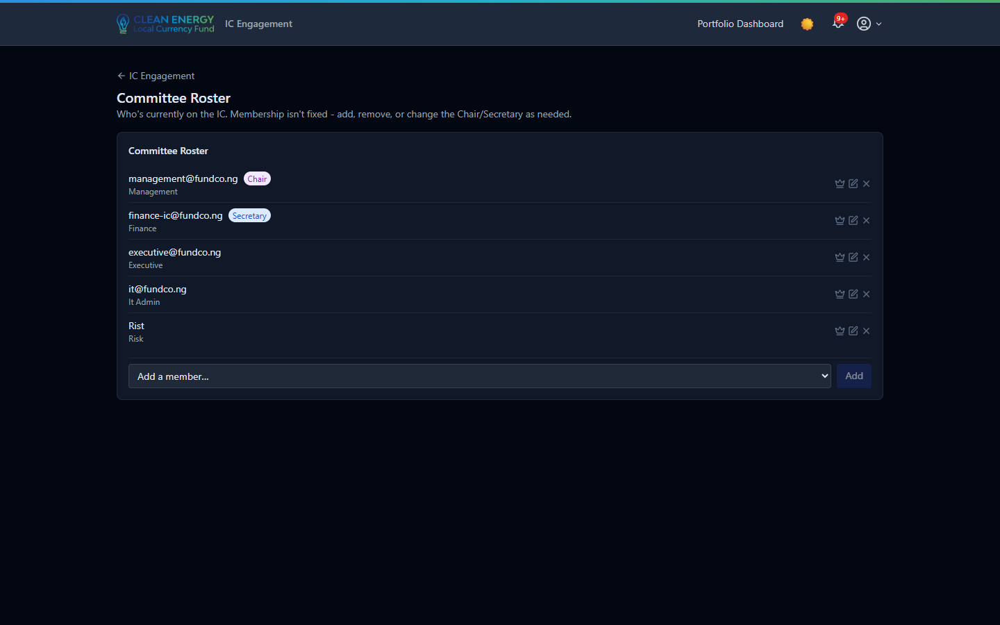 CLEAN ENERGY
Local Currency Fund
IC Engagement
Portfolio Dashboard
9+
IC Engagement
Committee Roster
Who's currently on the IC. Membership isn't fixed - add, remove, or change the Chair/Secretary as needed.
Committee Roster
management@fundco.ng Chair
Management
finance-ic@fundco.ng Secretary
Finance
executive@fundco.ng
Executive
it@fundco.ng
It Admin
Rist
Risk
Add a member...
Add